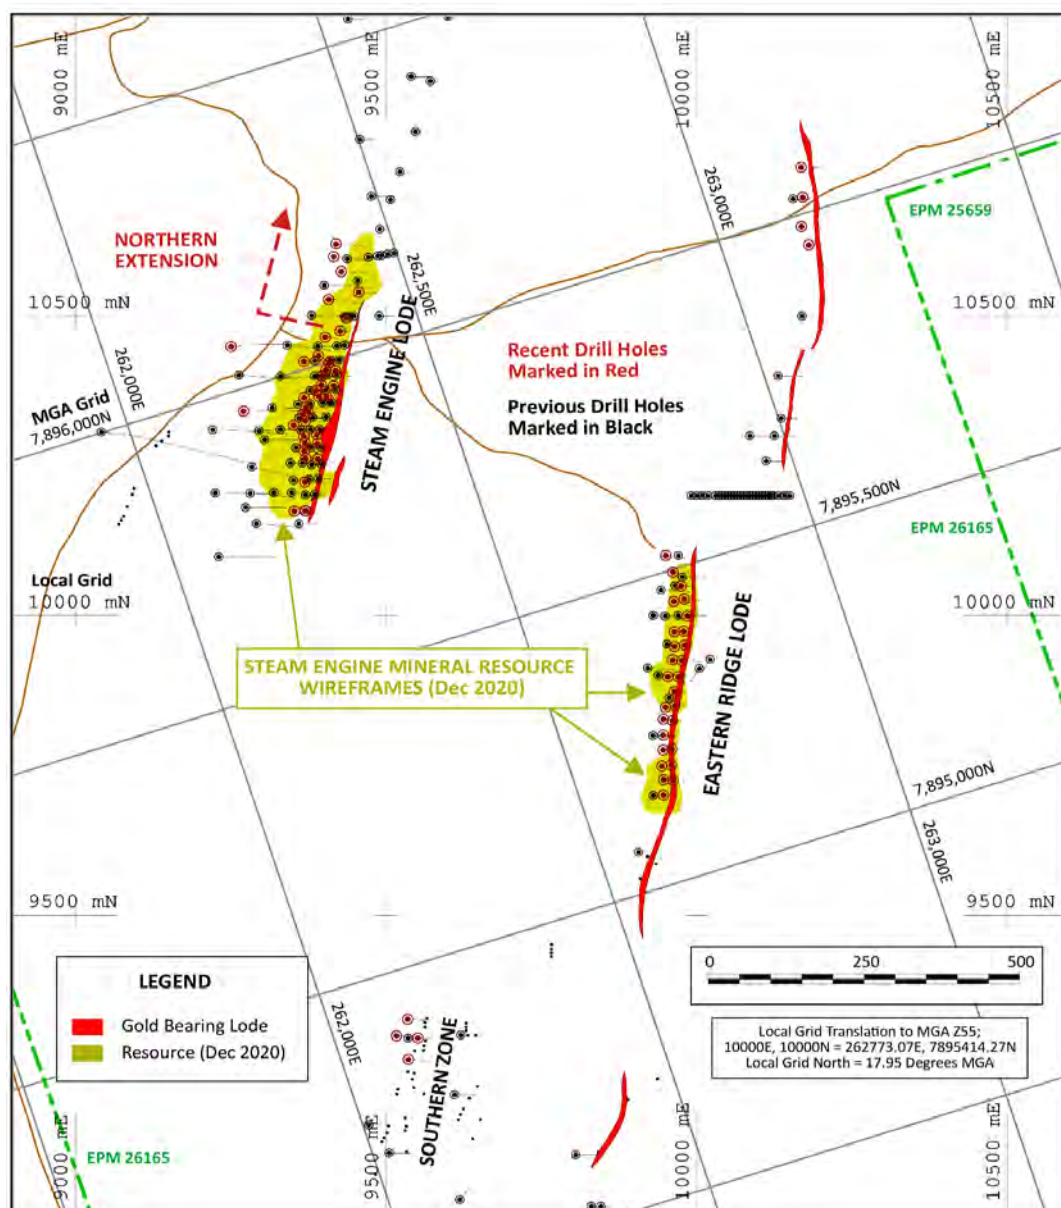 9000 mE
9500 mE
10000 mE
10500 mE
263,000E
EPM 25659
NORTHERN
EXTENSION
262,500E
10500 mN
10500 mN
262,000E
STEAM ENGINE LODE
Recent Drill Holes
Marked in Red
Previous Drill Holes
Marked in Black
MGA Grid
7,896,000N
7,895,500N
EPM 26165
Local Grid
10000 mN
10000 mN
STEAM ENGINE MINERAL RESOURCE
WIREFRAMES (Dec 2020)
EASTERN RIDGE LODE
7,895,000N
263,000E
9500 mN
9500 mN
LEGEND
Gold Bearing Lode
Resource (Dec 2020)
0 250 500
Local Grid Translation to MGA Z55;
10000E, 10000N = 262773.07E, 7895414.27N
Local Grid North = 17.95 Degrees MGA
262,000E
SOUTHERN ZONE
EPM 26165
9000 mE
9500 mE
10000 mE
10500 mE